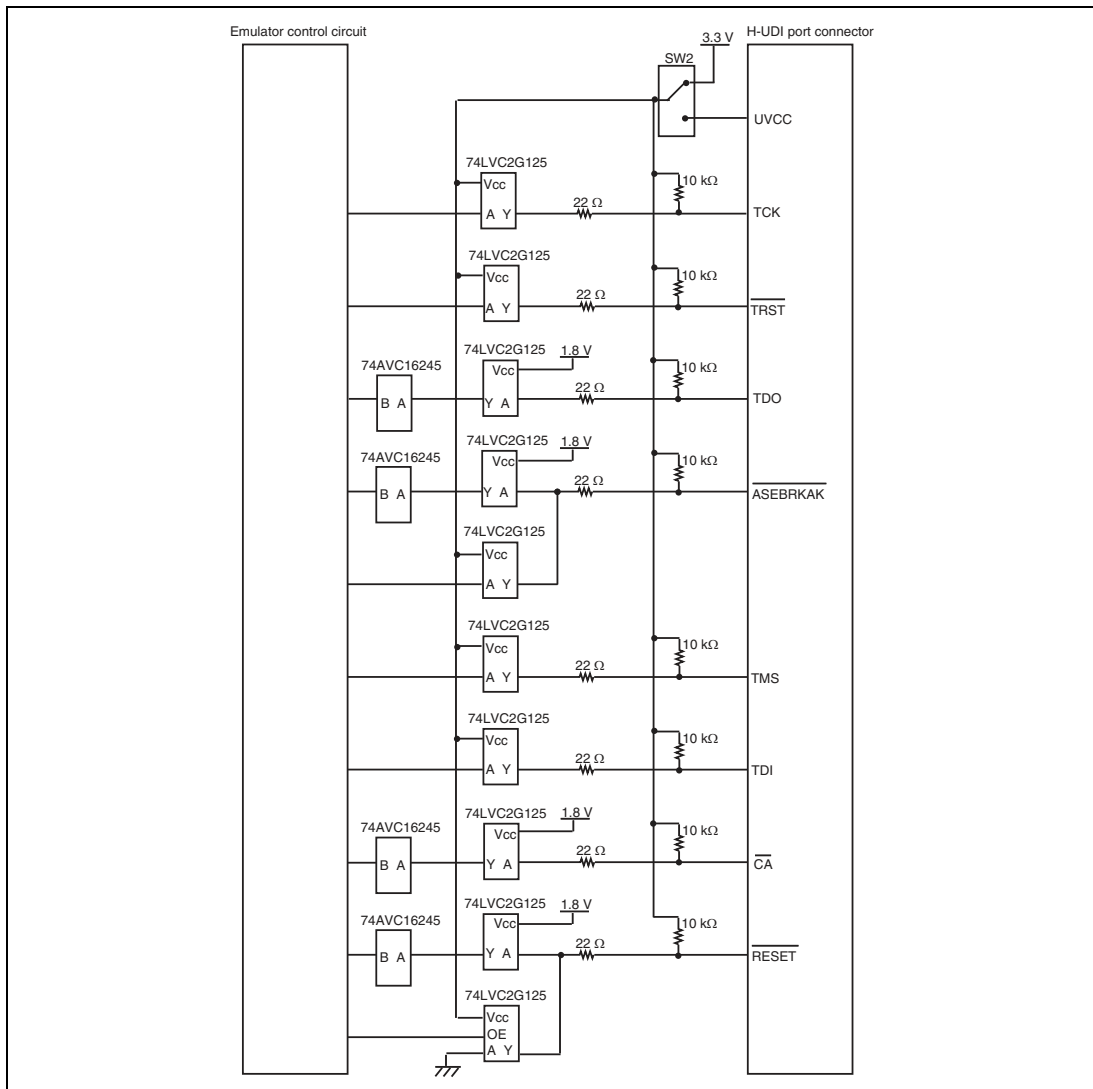 Emulator control circuit
H-UDI port connector
3.3 V
SW2
UVCC
74LVC2G125
Vcc
A Y
22 Ω
10 kΩ
TCK
74LVC2G125
Vcc
A Y
22 Ω
10 kΩ
TRST
74AVC16245
B A
74LVC2G125
1.8 V
Vcc
Y A
22 Ω
10 kΩ
TDO
74AVC16245
B A
74LVC2G125
1.8 V
Vcc
Y A
22 Ω
10 kΩ
ASEBRKAK
74LVC2G125
Vcc
A Y
74LVC2G125
Vcc
A Y
22 Ω
10 kΩ
TMS
74LVC2G125
Vcc
A Y
22 Ω
10 kΩ
TDI
74AVC16245
B A
74LVC2G125
1.8 V
Vcc
Y A
22 Ω
10 kΩ
CA
74AVC16245
B A
74LVC2G125
1.8 V
Vcc
Y A
22 Ω
10 kΩ
RESET
74LVC2G125
Vcc
OE
A Y